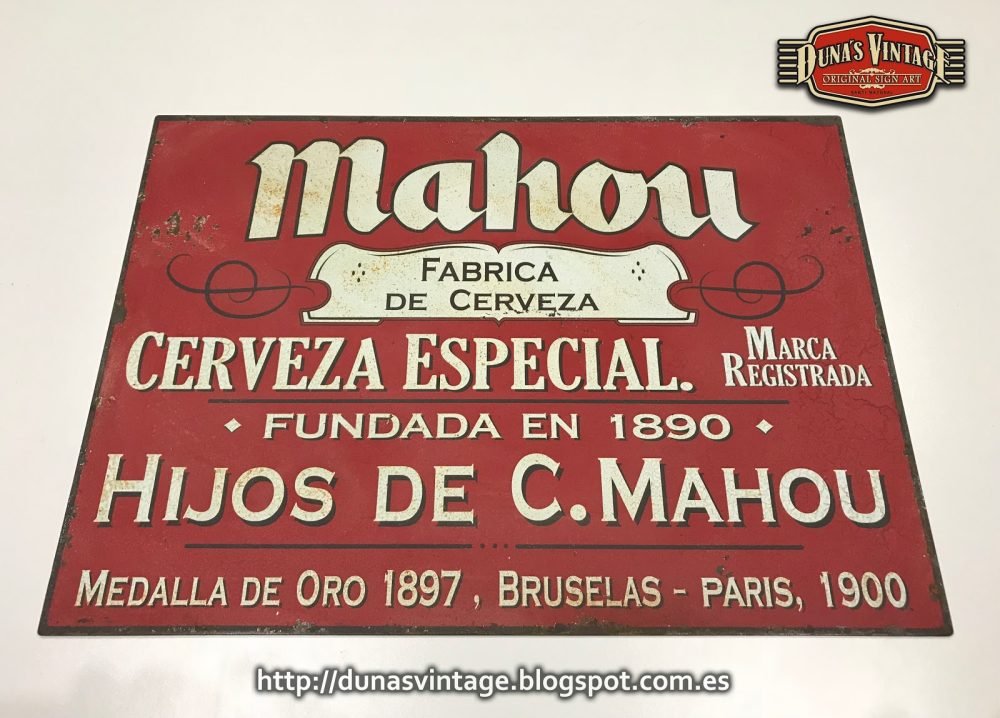 DUNA'S VINTAGE
ORIGINAL SIGN ART
Mahou
FABRICA
DE CERVEZA
CERVEZA ESPECIAL.
MARCA
REGISTRADA
FUNDADA EN 1890
HIJOS DE C. MAHOU
MEDALLA DE ORO 1897, BRUSELAS - PARIS, 1900
http://dunasvintage.blogspot.com.es